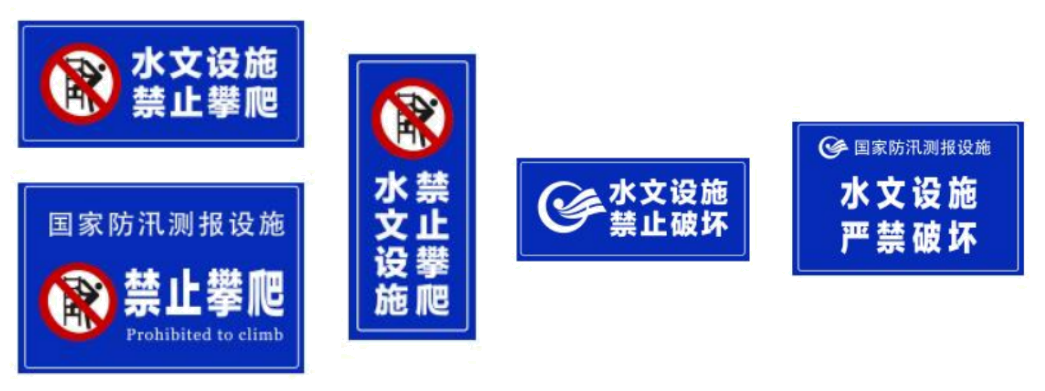 水文设施
禁止攀爬
国家防汛测报设施
禁止攀爬
Prohibited to climb
禁止攀爬
水文设施
水文设施
禁止破坏
国家防汛测报设施
水文设施
严禁破坏